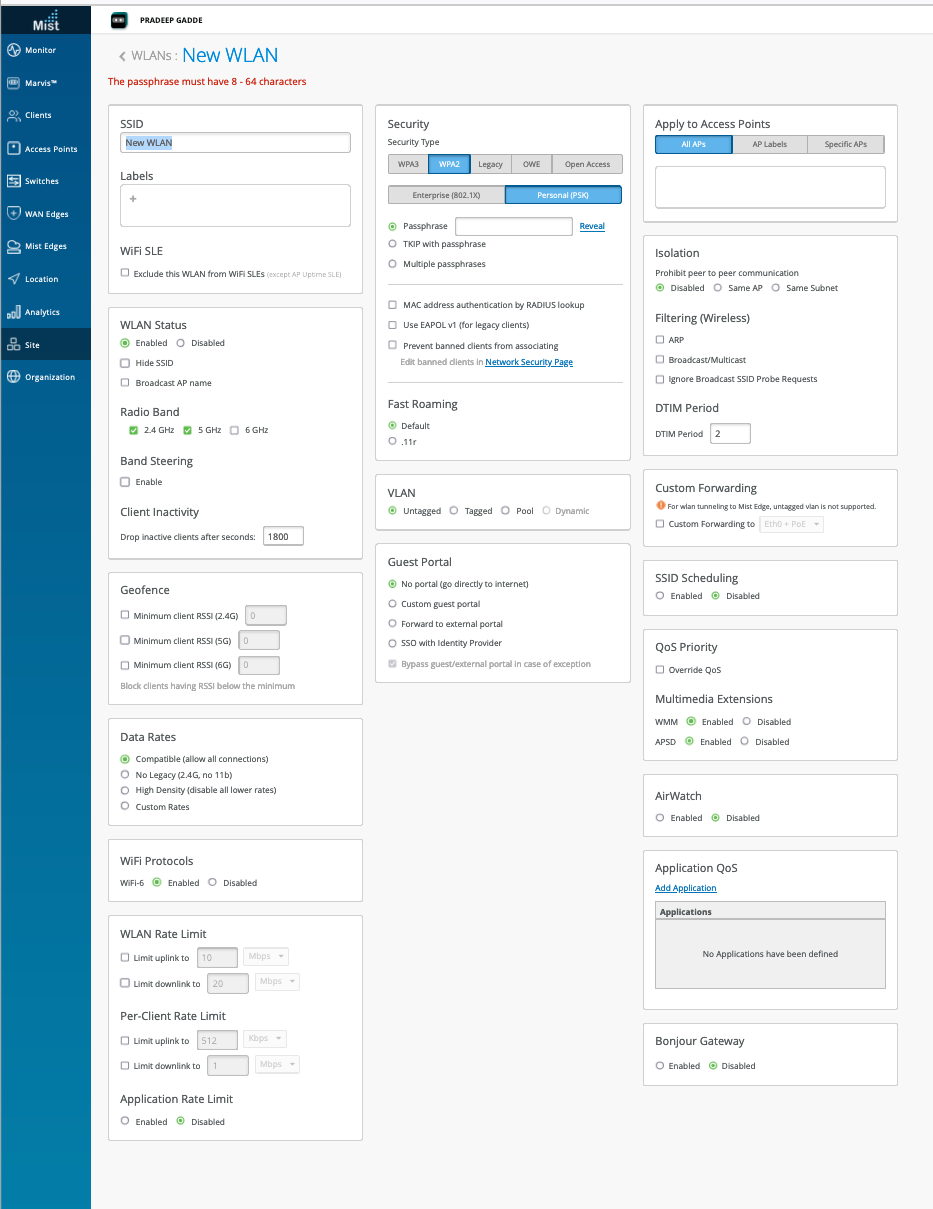 Mist
PRADEEP GADDE
Monitor
Marvis™
Clients
Access Points
Switches
WAN Edges
Mist Edges
Location
Analytics
Site
Organization
< WLANs : New WLAN
The passphrase must have 8 - 64 characters
SSID
New WLAN
Labels
+
WiFi SLE
Exclude this WLAN from WiFi SLEs (except AP Uptime SLE)
WLAN Status
Enabled Disabled
Hide SSID
Broadcast AP name
Radio Band
2.4 GHz 5 GHz 6 GHz
Band Steering
Enable
Client Inactivity
Drop inactive clients after seconds: 1800
Geofence
Minimum client RSSI (2.4G) 0
Minimum client RSSI (5G) 0
Minimum client RSSI (6G) 0
Block clients having RSSI below the minimum
Data Rates
Compatible (allow all connections)
No Legacy (2.4G, no 11b)
High Density (disable all lower rates)
Custom Rates
WiFi Protocols
WiFi-6 Enabled Disabled
WLAN Rate Limit
Limit uplink to 10 Mbps
Limit downlink to 20 Mbps
Per-Client Rate Limit
Limit uplink to 512 Kbps
Limit downlink to 1 Mbps
Application Rate Limit
Enabled Disabled
Security
Security Type
WPA3 WPA2 Legacy OWE Open Access
Enterprise (802.1X) Personal (PSK)
Passphrase Reveal
TKIP with passphrase
Multiple passphrases
MAC address authentication by RADIUS lookup
Use EAPOL v1 (for legacy clients)
Prevent banned clients from associating
Edit banned clients in Network Security Page
Fast Roaming
Default
.11r
VLAN
Untagged Tagged Pool Dynamic
Guest Portal
No portal (go directly to internet)
Custom guest portal
Forward to external portal
SSO with Identity Provider
Bypass guest/external portal in case of exception
Apply to Access Points
All APs AP Labels Specific APs
Isolation
Prohibit peer to peer communication
Disabled Same AP Same Subnet
Filtering (Wireless)
ARP
Broadcast/Multicast
Ignore Broadcast SSID Probe Requests
DTIM Period
DTIM Period 2
Custom Forwarding
For wlan tunneling to Mist Edge, untagged vlan is not supported.
Custom Forwarding to Eth0 + PoE
SSID Scheduling
Enabled Disabled
QoS Priority
Override QoS
Multimedia Extensions
WMM Enabled Disabled
APSD Enabled Disabled
AirWatch
Enabled Disabled
Application QoS
Add Application
Applications
No Applications have been defined
Bonjour Gateway
Enabled Disabled